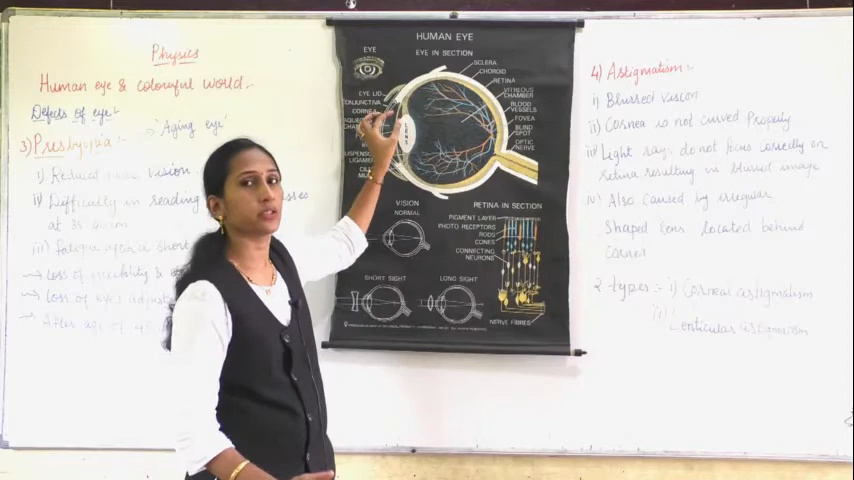 Physics
Human eye & colorful world
Defects of eye
3) Presbyopia :- 'Aging eye'
i) Reduced vision
ii) Difficulty in reading
at 35
iii) Fatigue after a short
→ Loss of &
→ Loss of eye's adjust
→ After age of
HUMAN EYE
EYE
EYE IN SECTION
SCLERA
CHOROID
RETINA
VITREOUS
CHAMBER
BLOOD
VESSELS
FOVEA
BLIND
SPOT
OPTIC
NERVE
EYE LID
CONJUNCTIVA
CORNEA
LENS
VISION
NORMAL
SHORT SIGHT
LONG SIGHT
RETINA IN SECTION
PIGMENT LAYER
PHOTO RECEPTORS
RODS
CONES
CONNECTING
NEURONS
NERVE FIBRES
4) Astigmatism :-
i) Blurred vision
ii) Cornea is not curved properly
iii) Light rays do not focus correctly on
retina resulting in blurred image
iv) Also caused by irregular
shaped lens located behind
2-types :- i) Corneal astigmatism
ii) Lenticular astigmatism